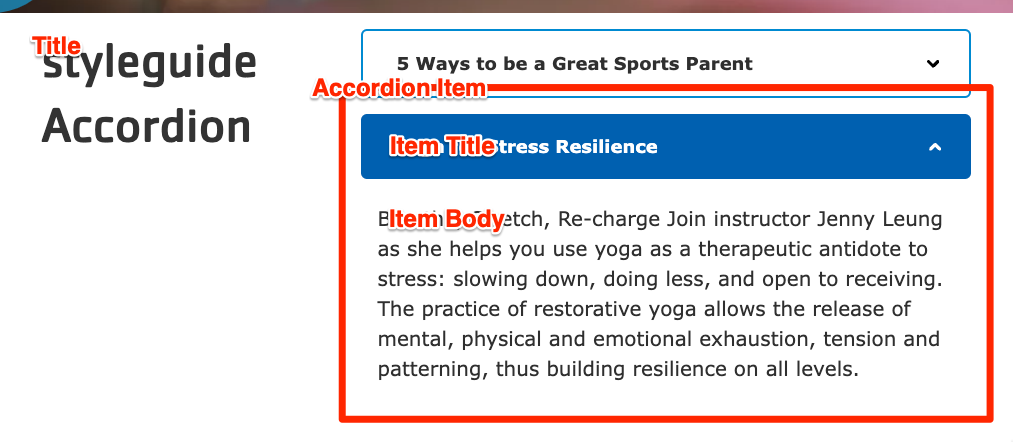 Title
styleguide
Accordion
5 Ways to be a Great Sports Parent
Accordion Item
Item Title Stress Resilience
Item Body Re-charge Join instructor Jenny Leung
as she helps you use yoga as a therapeutic antidote to
stress: slowing down, doing less, and open to receiving.
The practice of restorative yoga allows the release of
mental, physical and emotional exhaustion, tension and
patterning, thus building resilience on all levels.